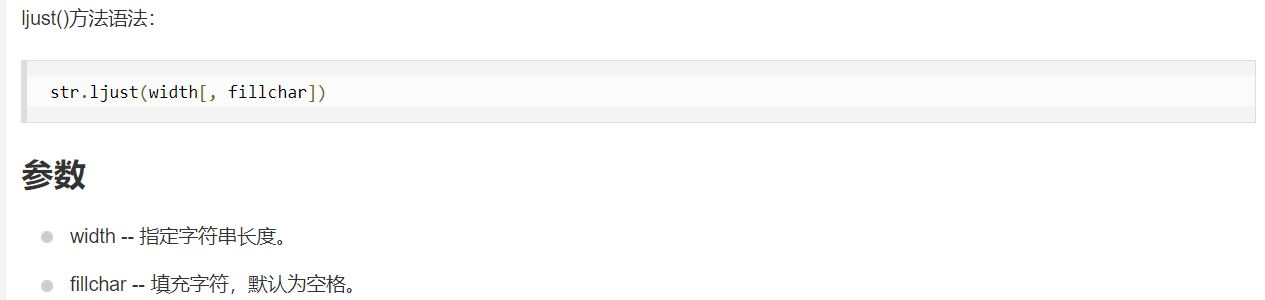 ljust()方法语法：
str.ljust(width[, fillchar])
参数
width -- 指定字符串长度。
fillchar -- 填充字符，默认为空格。